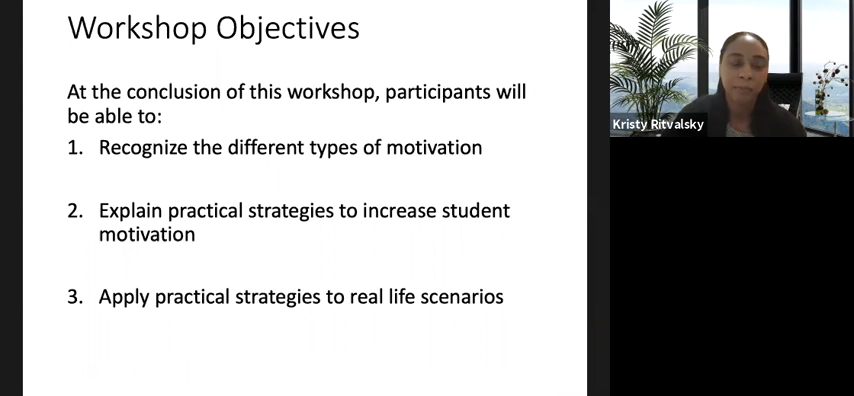 Workshop Objectives
At the conclusion of this workshop, participants will
be able to:
1. Recognize the different types of motivation
2. Explain practical strategies to increase student
motivation
3. Apply practical strategies to real life scenarios
Kristy Ritvalsky